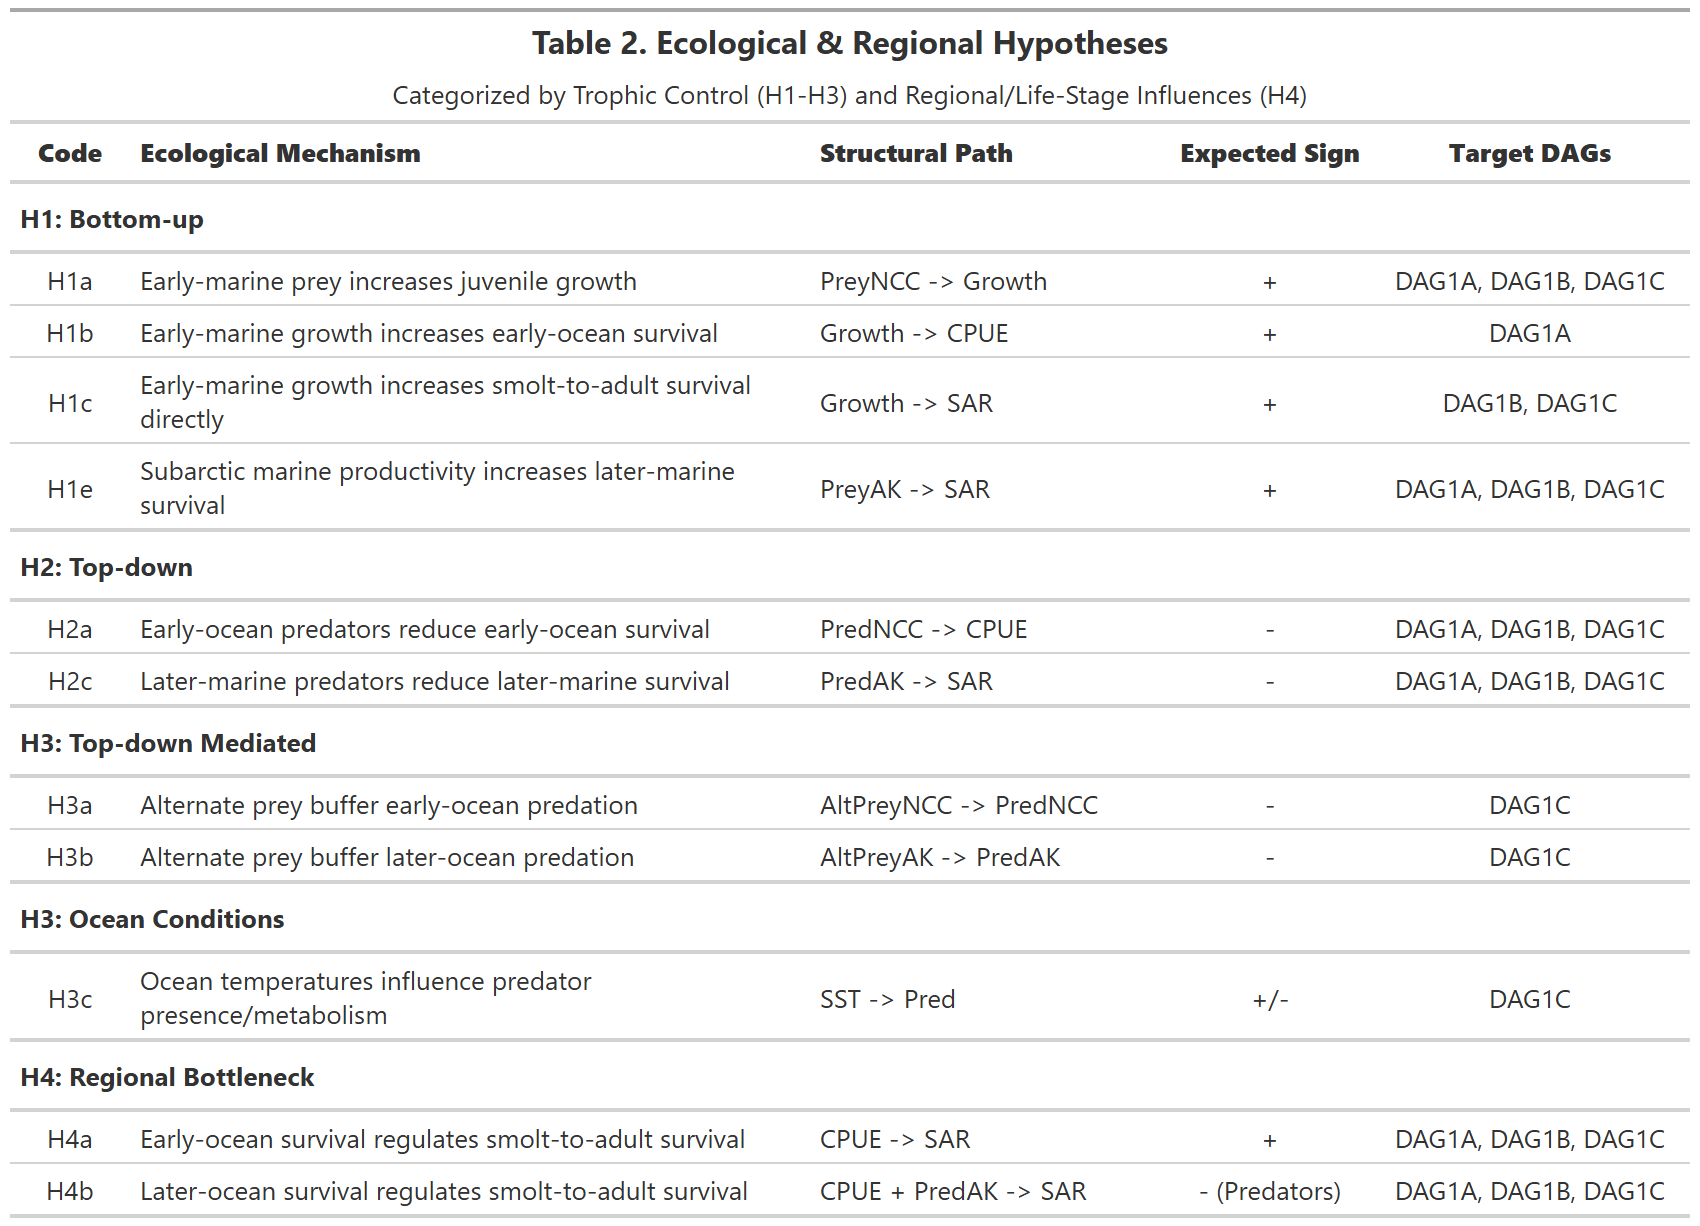 Table 2. Ecological & Regional Hypotheses
Categorized by Trophic Control (H1-H3) and Regional/Life-Stage Influences (H4)
Code Ecological Mechanism Structural Path Expected Sign Target DAGs
H1: Bottom-up
H1a Early-marine prey increases juvenile growth PreyNCC -> Growth + DAG1A, DAG1B, DAG1C
H1b Early-marine growth increases early-ocean survival Growth -> CPUE + DAG1A
H1c Early-marine growth increases smolt-to-adult survival
directly Growth -> SAR + DAG1B, DAG1C
H1e Subarctic marine productivity increases later-marine
survival PreyAK -> SAR + DAG1A, DAG1B, DAG1C
H2: Top-down
H2a Early-ocean predators reduce early-ocean survival PredNCC -> CPUE - DAG1A, DAG1B, DAG1C
H2c Later-marine predators reduce later-marine survival PredAK -> SAR - DAG1A, DAG1B, DAG1C
H3: Top-down Mediated
H3a Alternate prey buffer early-ocean predation AltPreyNCC -> PredNCC - DAG1C
H3b Alternate prey buffer later-ocean predation AltPreyAK -> PredAK - DAG1C
H3: Ocean Conditions
H3c Ocean temperatures influence predator
presence/metabolism SST -> Pred +/- DAG1C
H4: Regional Bottleneck
H4a Early-ocean survival regulates smolt-to-adult survival CPUE -> SAR + DAG1A, DAG1B, DAG1C
H4b Later-ocean survival regulates smolt-to-adult survival CPUE + PredAK -> SAR - (Predators) DAG1A, DAG1B, DAG1C